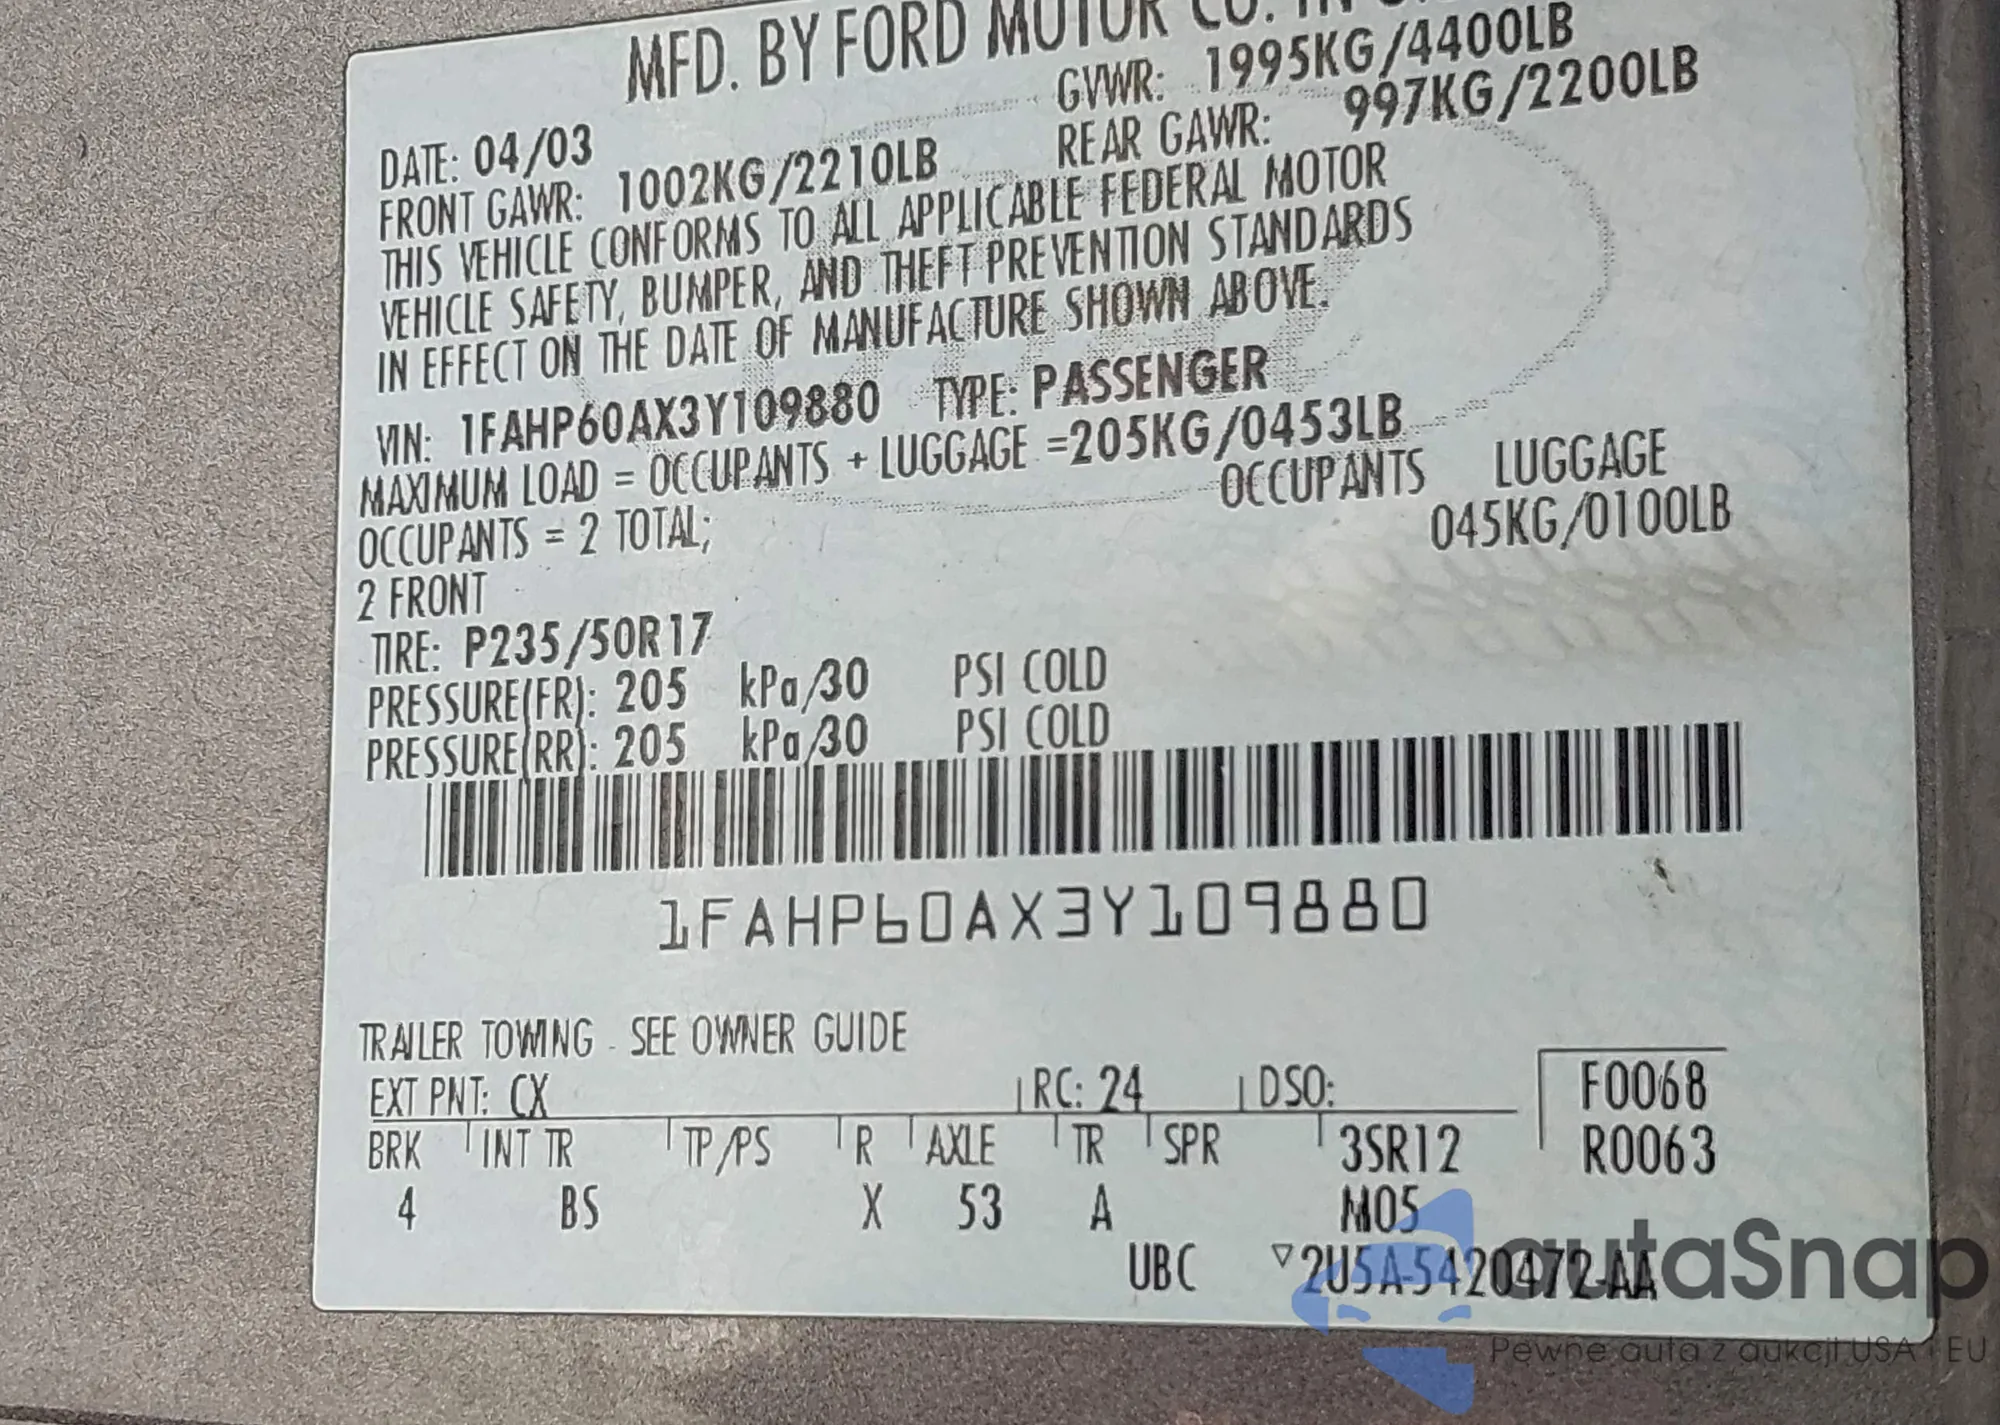 MFD. BY FORD MOTOR CO. IN
DATE: 04/03 GVWR: 1995KG/4400LB
FRONT GAWR: 1002KG/2210LB REAR GAWR: 997KG/2200LB
THIS VEHICLE CONFORMS TO ALL APPLICABLE FEDERAL MOTOR
VEHICLE SAFETY, BUMPER, AND THEFT PREVENTION STANDARDS
IN EFFECT ON THE DATE OF MANUFACTURE SHOWN ABOVE.
VIN: 1FAHP60AX3Y109880 TYPE: PASSENGER
MAXIMUM LOAD = OCCUPANTS + LUGGAGE =205KG/0453LB
OCCUPANTS = 2 TOTAL; OCCUPANTS LUGGAGE
2 FRONT 045KG/0100LB
TIRE: P235/50R17
PRESSURE(FR): 205 kPa/30 PSI COLD
PRESSURE(RR): 205 kPa/30 PSI COLD
1FAHP60AX3Y109880
TRAILER TOWING - SEE OWNER GUIDE
EXT PNT: CX RC: 24 DSO: F0068
BRK INT TR TP/PS R AXLE TR SPR 3SR12 R0063
4 BS X 53 A M05
UBC ▽2U5A-5420472-AA
autaSnap
Pewne auta z aukcji USA i EU